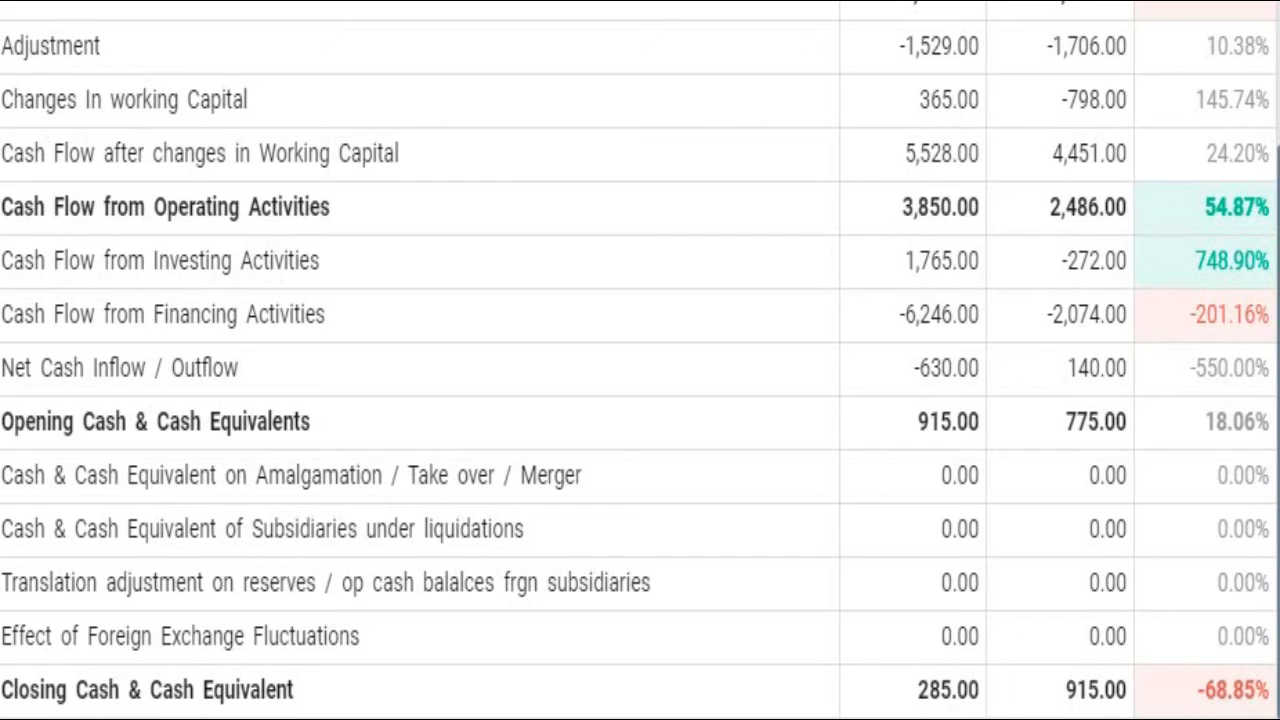 Adjustment -1,529.00 -1,706.00 10.38%
Changes In working Capital 365.00 -798.00 145.74%
Cash Flow after changes in Working Capital 5,528.00 4,451.00 24.20%
Cash Flow from Operating Activities 3,850.00 2,486.00 54.87%
Cash Flow from Investing Activities 1,765.00 -272.00 748.90%
Cash Flow from Financing Activities -6,246.00 -2,074.00 -201.16%
Net Cash Inflow / Outflow -630.00 140.00 -550.00%
Opening Cash & Cash Equivalents 915.00 775.00 18.06%
Cash & Cash Equivalent on Amalgamation / Take over / Merger 0.00 0.00 0.00%
Cash & Cash Equivalent of Subsidiaries under liquidations 0.00 0.00 0.00%
Translation adjustment on reserves / op cash balalces frgn subsidiaries 0.00 0.00 0.00%
Effect of Foreign Exchange Fluctuations 0.00 0.00 0.00%
Closing Cash & Cash Equivalent 285.00 915.00 -68.85%